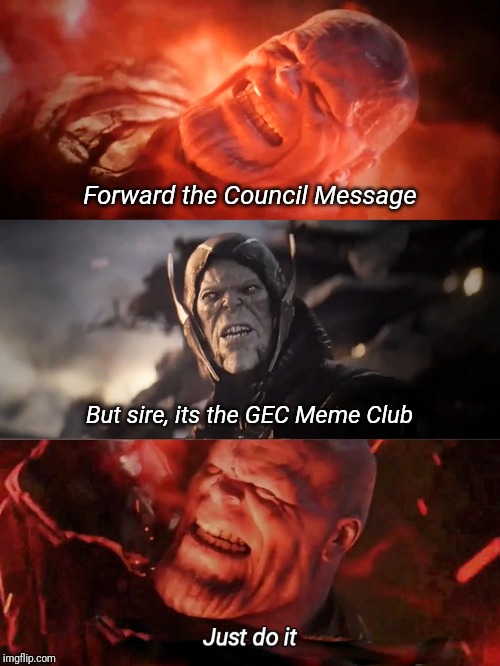 Forward the Council Message
But sire, its the GEC Meme Club
Just do it
imgflip.com